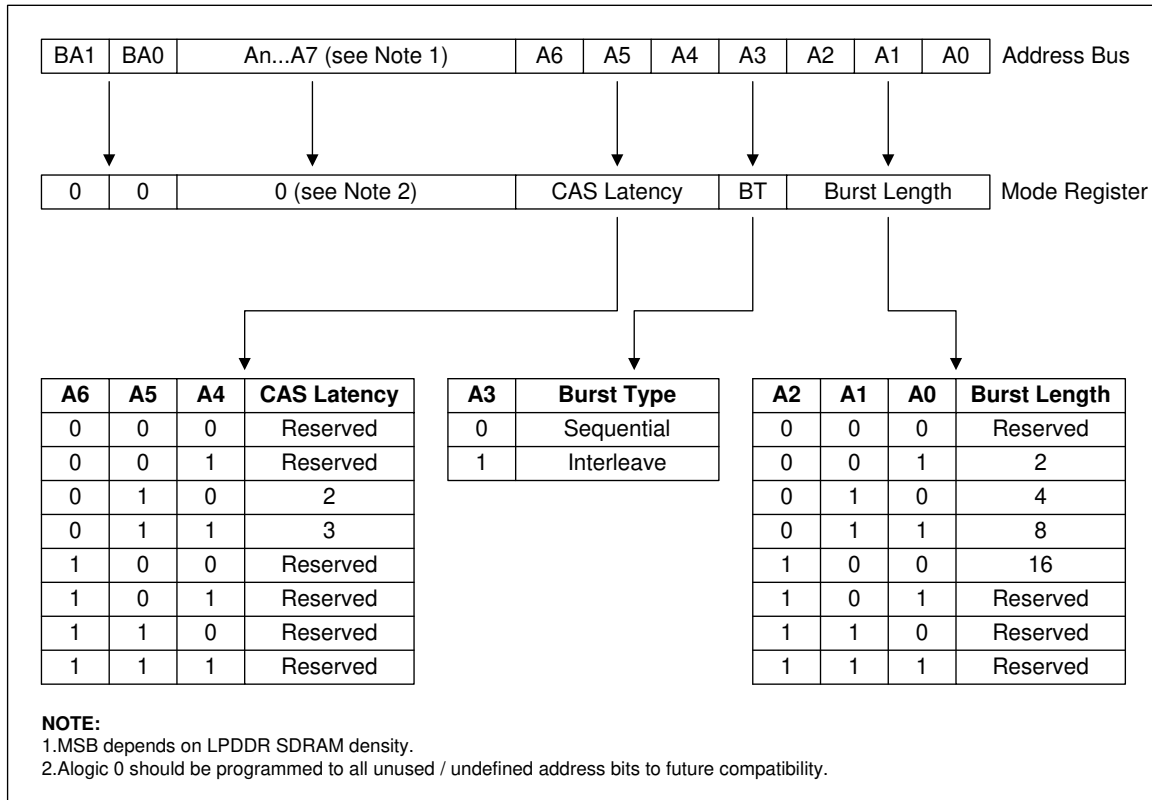 BA1 BA0 An...A7 (see Note 1) A6 A5 A4 A3 A2 A1 A0 Address Bus
0 0 0 (see Note 2) CAS Latency BT Burst Length Mode Register
A6 A5 A4 CAS Latency
0 0 0 Reserved
0 0 1 Reserved
0 1 0 2
0 1 1 3
1 0 0 Reserved
1 0 1 Reserved
1 1 0 Reserved
1 1 1 Reserved
A3 Burst Type
0 Sequential
1 Interleave
A2 A1 A0 Burst Length
0 0 0 Reserved
0 0 1 2
0 1 0 4
0 1 1 8
1 0 0 16
1 0 1 Reserved
1 1 0 Reserved
1 1 1 Reserved
NOTE:
1.MSB depends on LPDDR SDRAM density.
2.Alogic 0 should be programmed to all unused / undefined address bits to future compatibility.